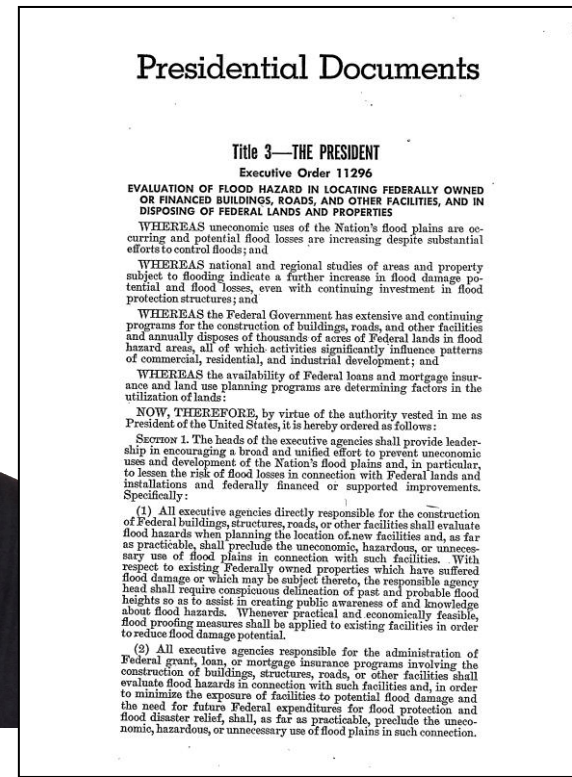 Presidential Documents
Title 3—THE PRESIDENT
Executive Order 11296
EVALUATION OF FLOOD HAZARD IN LOCATING FEDERALLY OWNED
OR FINANCED BUILDINGS, ROADS, AND OTHER FACILITIES, AND IN
DISPOSING OF FEDERAL LANDS AND PROPERTIES
WHEREAS uneconomic uses of the Nation's flood plains are oc-
curring and potential flood losses are increasing despite substantial
efforts to control floods; and
WHEREAS national and regional studies of areas and property
subject to flooding indicate a further increase in flood damage po-
tential and flood losses, even with continuing investment in flood
protection structures; and
WHEREAS the Federal Government has extensive and continuing
programs for the construction of buildings, roads, and other facilities
and annually disposes of thousands of acres of Federal lands in flood
hazard areas, all of which activities significantly influence patterns
of commercial, residential, and industrial development; and
WHEREAS the availability of Federal loans and mortgage insur-
ance and land use planning programs are determining factors in the
utilization of lands:
NOW, THEREFORE, by virtue of the authority vested in me as
President of the United States, it is hereby ordered as follows:
SECTION 1. The heads of the executive agencies shall provide leader-
ship in encouraging a broad and unified effort to prevent uneconomic
uses and development of the Nation's flood plains and, in particular,
to lessen the risk of flood losses in connection with Federal lands and
installations and federally financed or supported improvements.
Specifically:
(1) All executive agencies directly responsible for the construction
of Federal buildings, structures, roads, or other facilities shall evaluate
flood hazards when planning the location of new facilities and, as far
as practicable, shall preclude the uneconomic, hazardous, or unneces-
sary use of flood plains in connection with such facilities. With
respect to existing Federally owned properties which have suffered
flood damage or which may be subject thereto, the responsible agency
head shall require conspicuous delineation of past and probable flood
heights so as to assist in creating public awareness of and knowledge
about flood hazards. Whenever practical and economically feasible,
flood proofing measures shall be applied to existing facilities in order
to reduce flood damage potential.
(2) All executive agencies responsible for the administration of
Federal grant, loan, or mortgage insurance programs involving the
construction of buildings, structures, roads, or other facilities shall
evaluate flood hazards in connection with such facilities and, in order
to minimize the exposure of facilities to potential flood damage and
the need for future Federal expenditures for flood protection and
flood disaster relief, shall, as far as practicable, preclude the uneco-
nomic, hazardous, or unnecessary use of flood plains in such connection.